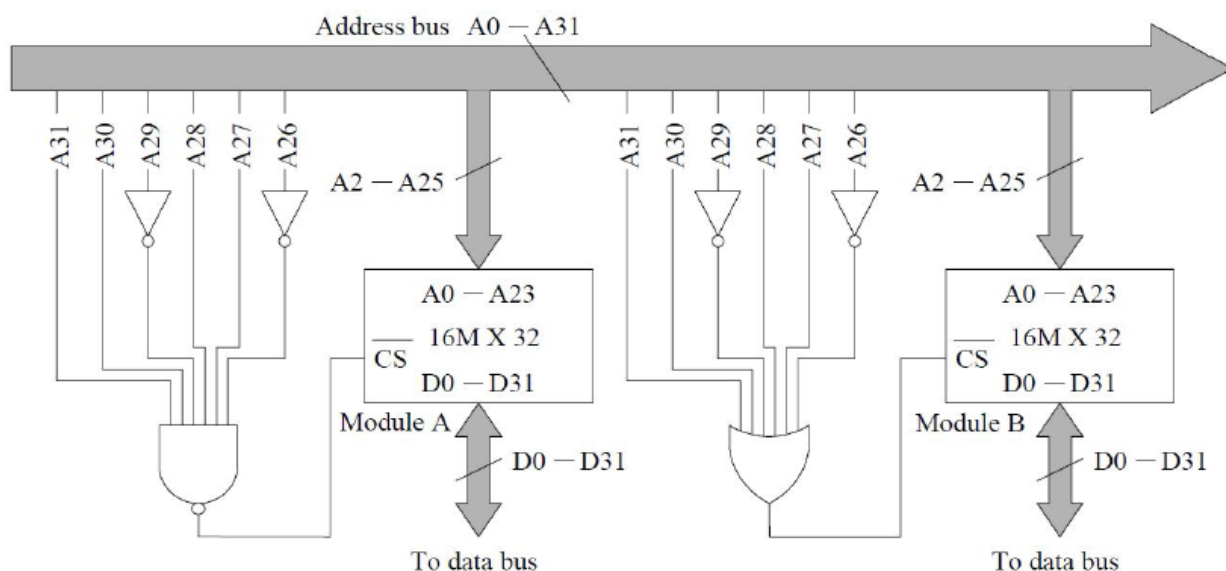 Address bus A0 — A31
A31 A30 A29 A28 A27 A26
A2 — A25
A0 — A23
16M X 32
CS
D0 — D31
Module A
D0 — D31
To data bus
A31 A30 A29 A28 A27 A26
A2 — A25
A0 — A23
16M X 32
CS
D0 — D31
Module B
D0 — D31
To data bus